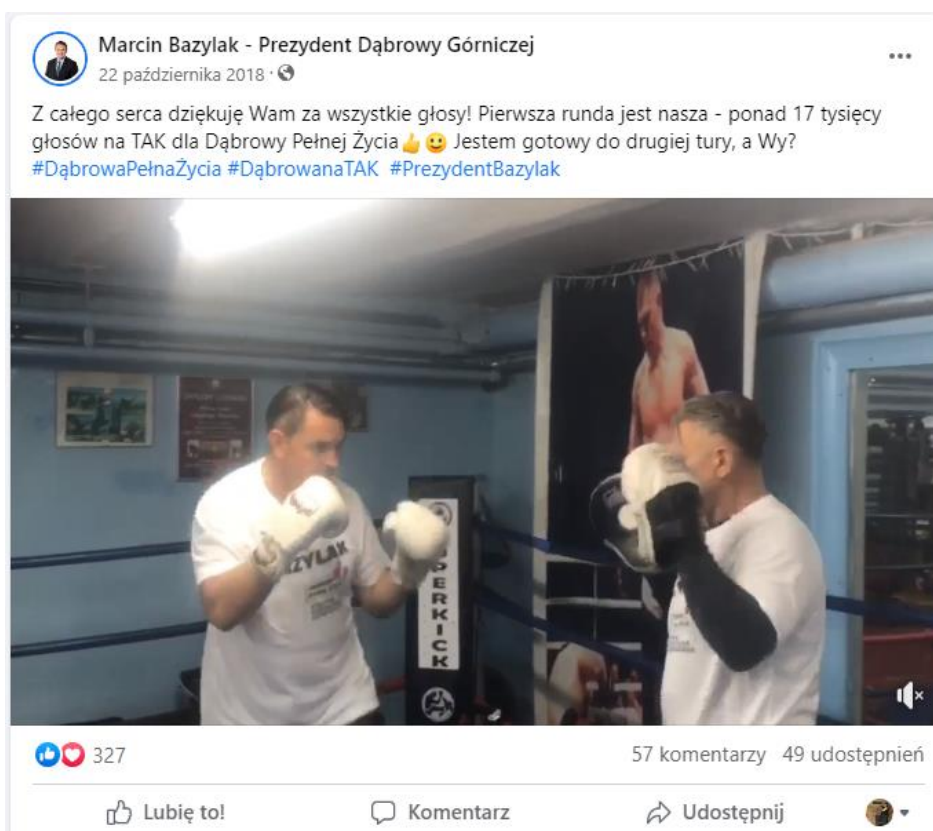 Marcin Bazylak - Prezydent Dąbrowy Górniczej
22 października 2018 ·
Z całego serca dziękuję Wam za wszystkie głosy! Pierwsza runda jest nasza - ponad 17 tysięcy
głosów na TAK dla Dąbrowy Pełnej Życia👍🙂 Jestem gotowy do drugiej tury, a Wy?
#DąbrowaPełnaŻycia #DąbrowanaTAK #PrezydentBazylak
ZYLAK
PERKICK
327
57 komentarzy 49 udostępnień
Lubię to! Komentarz Udostępnij